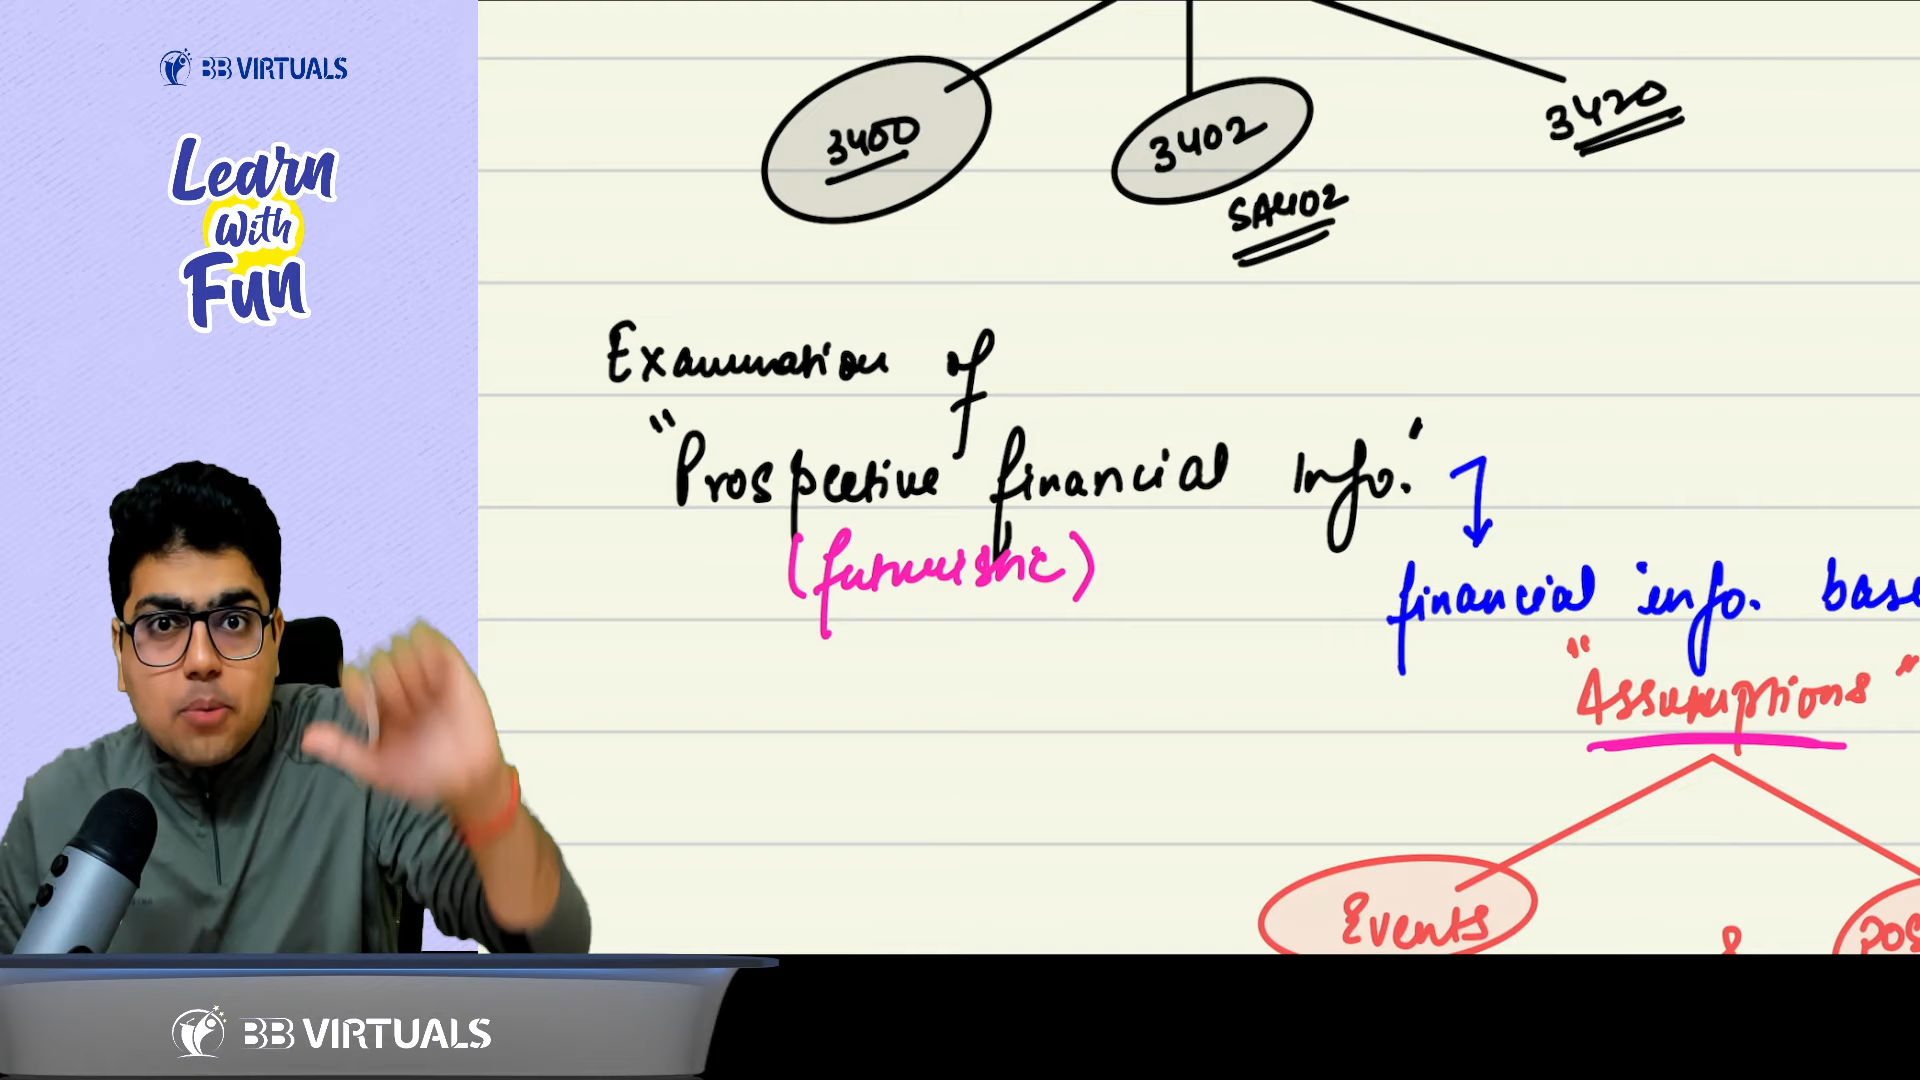 BB VIRTUALS
Learn
With
Fun
3400
3402
3420
SA402
Examination of
"Prospective financial Info."
(futuristic)
financial info. base
"Assumptions"
Events
&
pos
BB VIRTUALS